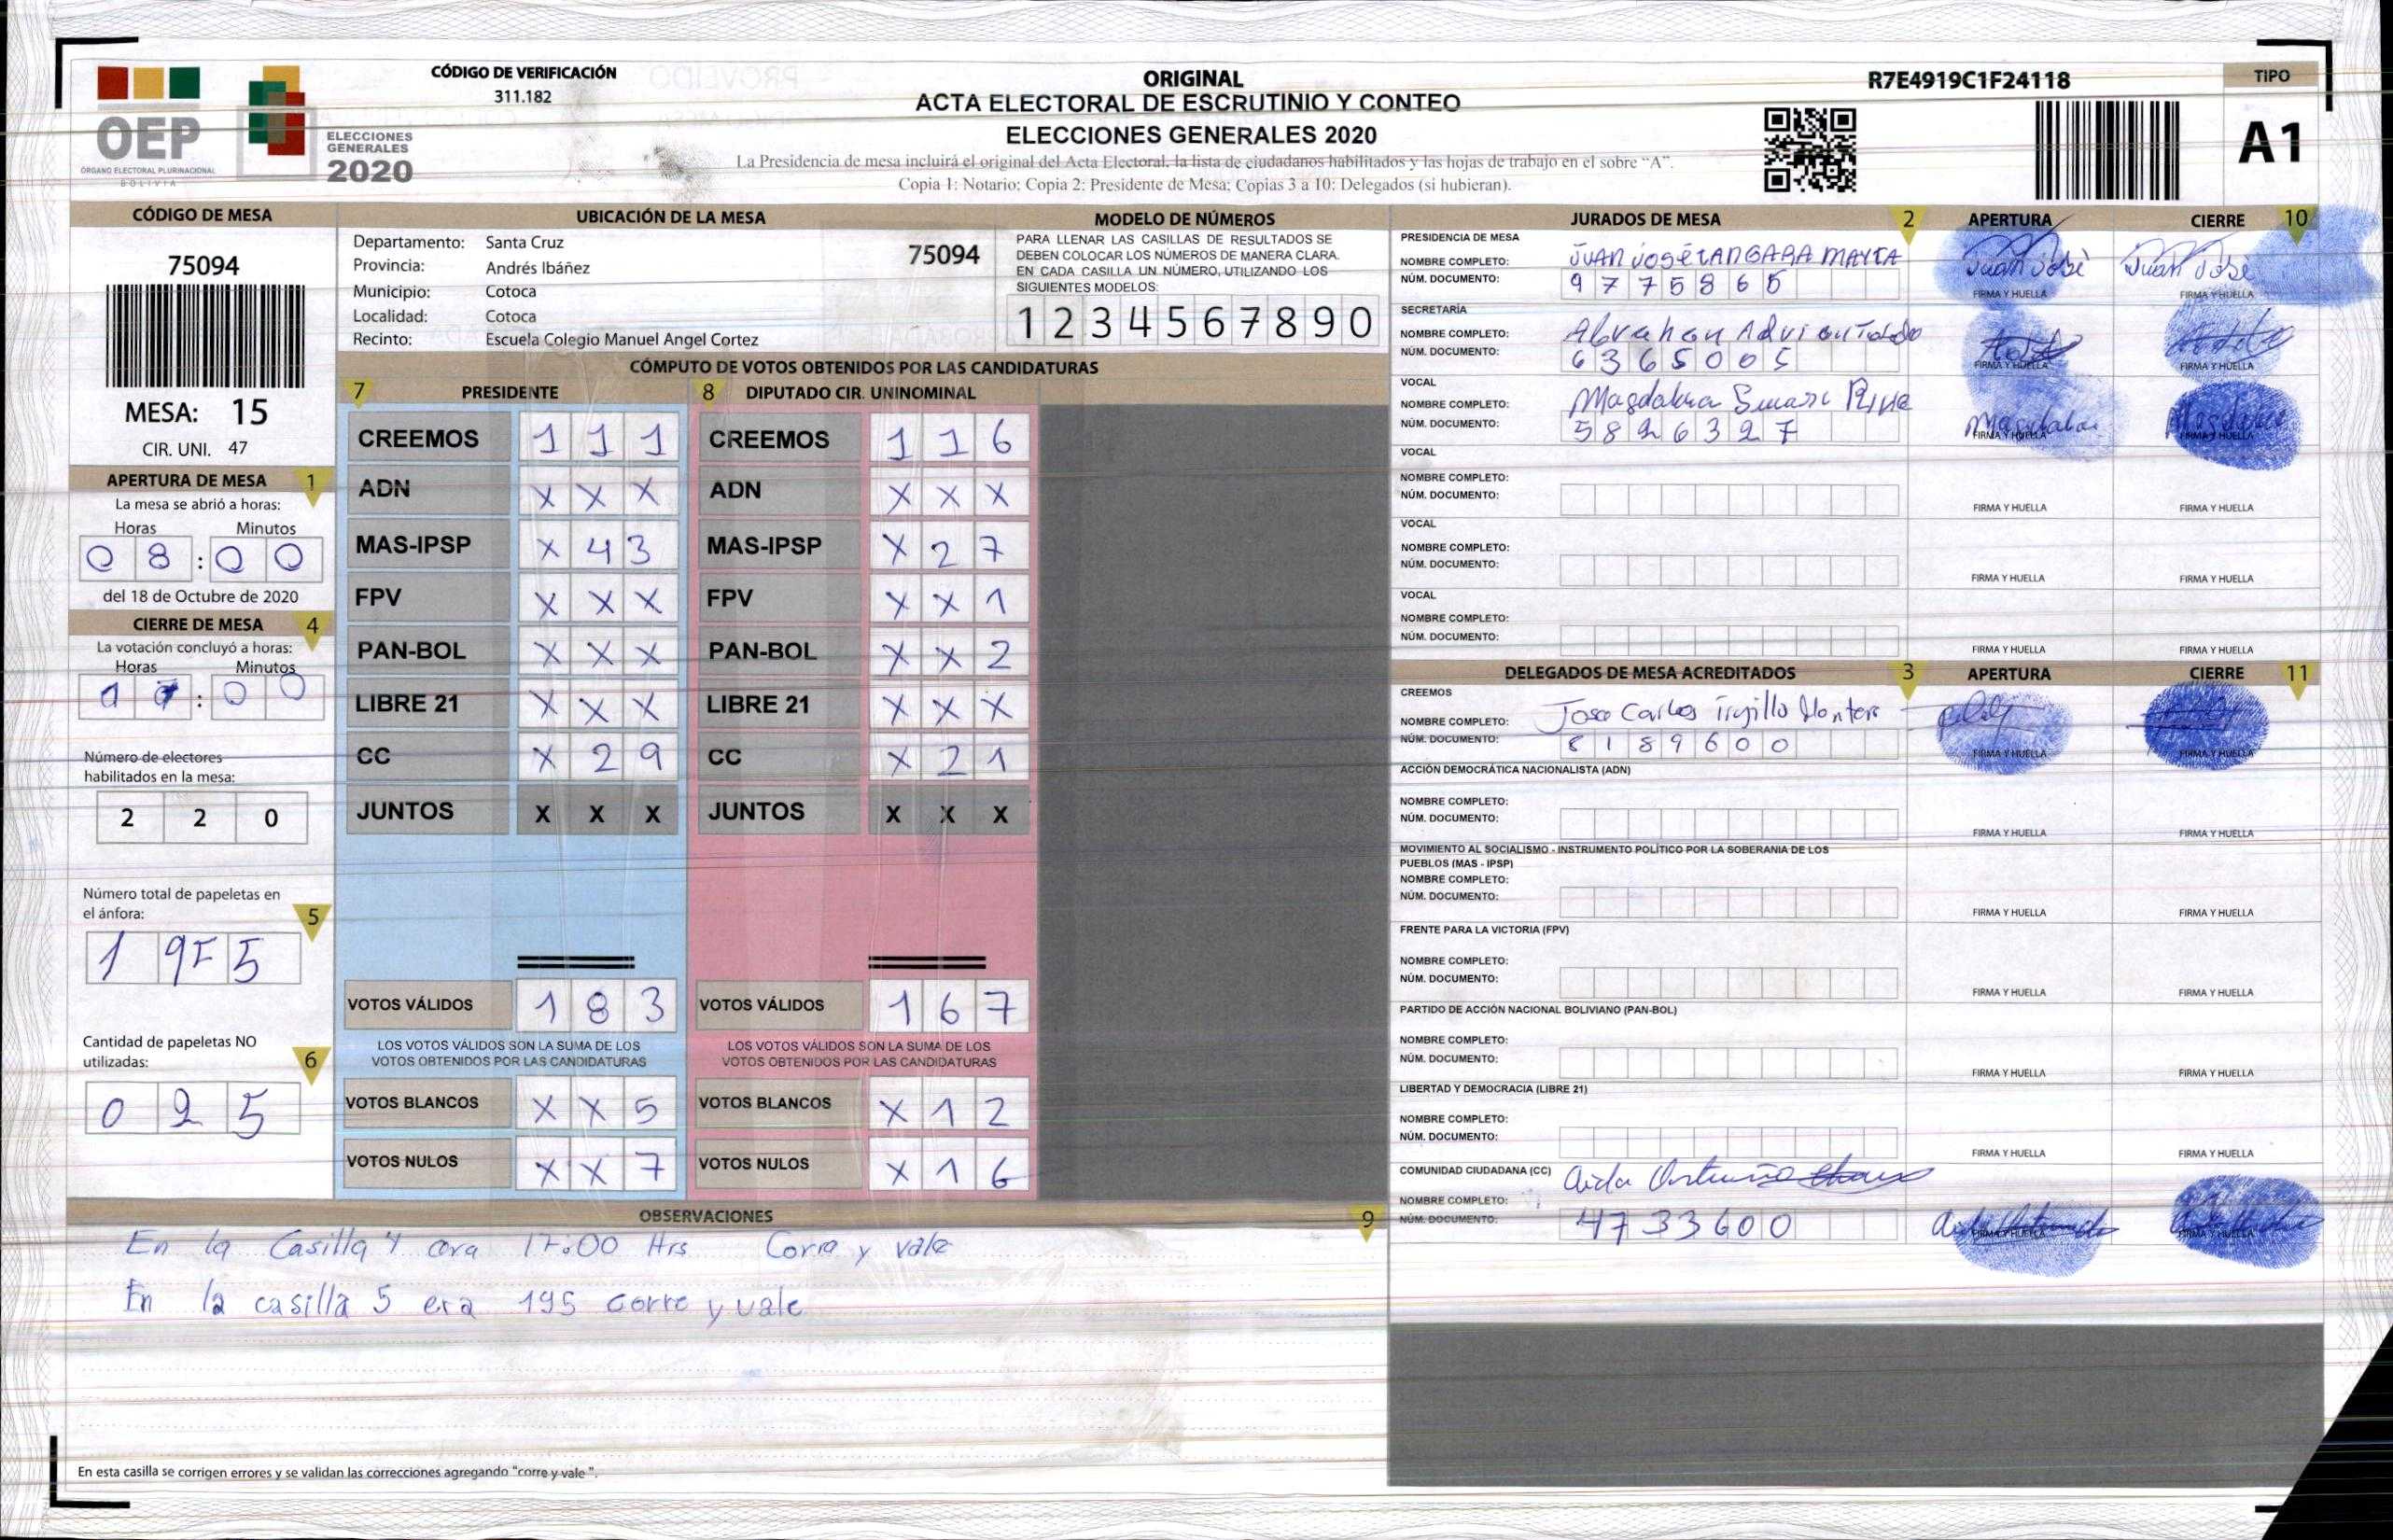 CÓDIGO DE VERIFICACIÓN
311.182
OEP
ÓRGANO ELECTORAL PLURINACIONAL
BOLIVIA
ELECCIONES
GENERALES
2020
ORIGINAL
ACTA ELECTORAL DE ESCRUTINIO Y CONTEO
ELECCIONES GENERALES 2020
La Presidencia de mesa incluirá el original del Acta Electoral, la lista de ciudadanos habilitados y las hojas de trabajo en el sobre "A".
Copia 1: Notario; Copia 2: Presidente de Mesa; Copias 3 a 10: Delegados (si hubieran).
R7E4919C1F24118
TIPO
A1
CÓDIGO DE MESA
75094
MESA: 15
CIR. UNI. 47
APERTURA DE MESA 1
La mesa se abrió a horas:
Horas Minutos
0 8 : 0 0
del 18 de Octubre de 2020
CIERRE DE MESA 4
La votación concluyó a horas:
Horas Minutos
1 7 : 0 0
Número de electores
habilitados en la mesa:
2 2 0
Número total de papeletas en
el ánfora: 5
1 9 5
Cantidad de papeletas NO
utilizadas: 6
0 2 5
UBICACIÓN DE LA MESA
Departamento: Santa Cruz 75094
Provincia: Andrés Ibáñez
Municipio: Cotoca
Localidad: Cotoca
Recinto: Escuela Colegio Manuel Angel Cortez
MODELO DE NÚMEROS
PARA LLENAR LAS CASILLAS DE RESULTADOS SE
DEBEN COLOCAR LOS NÚMEROS DE MANERA CLARA.
EN CADA CASILLA UN NÚMERO, UTILIZANDO LOS
SIGUIENTES MODELOS:
1 2 3 4 5 6 7 8 9 0
CÓMPUTO DE VOTOS OBTENIDOS POR LAS CANDIDATURAS
7 PRESIDENTE
CREEMOS 1 1 1
ADN X X X
MAS-IPSP X 4 3
FPV X X X
PAN-BOL X X X
LIBRE 21 X X X
CC X 2 9
JUNTOS X X X
VOTOS VÁLIDOS 1 8 3
LOS VOTOS VÁLIDOS SON LA SUMA DE LOS
VOTOS OBTENIDOS POR LAS CANDIDATURAS
VOTOS BLANCOS X X 5
VOTOS NULOS X X 7
8 DIPUTADO CIR. UNINOMINAL
CREEMOS 1 1 6
ADN X X X
MAS-IPSP X 2 7
FPV X X 1
PAN-BOL X X 2
LIBRE 21 X X X
CC X 2 1
JUNTOS X X X
VOTOS VÁLIDOS 1 6 7
LOS VOTOS VÁLIDOS SON LA SUMA DE LOS
VOTOS OBTENIDOS POR LAS CANDIDATURAS
VOTOS BLANCOS X 1 2
VOTOS NULOS X 1 6
OBSERVACIONES 9
En la Casilla 4 ora 17:00 Hrs Corre y vale
En la casilla 5 era 195 corre y vale
En esta casilla se corrigen errores y se validan las correcciones agregando "corre y vale".
JURADOS DE MESA 2 APERTURA CIERRE 10
PRESIDENCIA DE MESA
NOMBRE COMPLETO: JUAN JOSÉ MAYTA
NÚM. DOCUMENTO: 9 7 7 5 8 6 5
Juan José Juan José
FIRMA Y HUELLA FIRMA Y HUELLA
SECRETARÍA
NOMBRE COMPLETO: Abrahan
NÚM. DOCUMENTO: 6 3 6 5 0 0 5
FIRMA Y HUELLA FIRMA Y HUELLA
VOCAL
NOMBRE COMPLETO: Magdalena
NÚM. DOCUMENTO: 5 8 2 6 3 2 7
Magdalena Magdalena
FIRMA Y HUELLA FIRMA Y HUELLA
VOCAL
NOMBRE COMPLETO:
NÚM. DOCUMENTO:
FIRMA Y HUELLA FIRMA Y HUELLA
VOCAL
NOMBRE COMPLETO:
NÚM. DOCUMENTO:
FIRMA Y HUELLA FIRMA Y HUELLA
VOCAL
NOMBRE COMPLETO:
NÚM. DOCUMENTO:
FIRMA Y HUELLA FIRMA Y HUELLA
DELEGADOS DE MESA ACREDITADOS 3 APERTURA CIERRE 11
CREEMOS
NOMBRE COMPLETO: Jose Carlos Trujillo Montero
NÚM. DOCUMENTO: 8 1 8 9 6 0 0
FIRMA Y HUELLA FIRMA Y HUELLA
ACCIÓN DEMOCRÁTICA NACIONALISTA (ADN)
NOMBRE COMPLETO:
NÚM. DOCUMENTO:
FIRMA Y HUELLA FIRMA Y HUELLA
MOVIMIENTO AL SOCIALISMO - INSTRUMENTO POLÍTICO POR LA SOBERANIA DE LOS
PUEBLOS (MAS - IPSP)
NOMBRE COMPLETO:
NÚM. DOCUMENTO:
FIRMA Y HUELLA FIRMA Y HUELLA
FRENTE PARA LA VICTORIA (FPV)
NOMBRE COMPLETO:
NÚM. DOCUMENTO:
FIRMA Y HUELLA FIRMA Y HUELLA
PARTIDO DE ACCIÓN NACIONAL BOLIVIANO (PAN-BOL)
NOMBRE COMPLETO:
NÚM. DOCUMENTO:
FIRMA Y HUELLA FIRMA Y HUELLA
LIBERTAD Y DEMOCRACIA (LIBRE 21)
NOMBRE COMPLETO:
NÚM. DOCUMENTO:
FIRMA Y HUELLA FIRMA Y HUELLA
COMUNIDAD CIUDADANA (CC)
NOMBRE COMPLETO: Aida Ortuño
NÚM. DOCUMENTO: 4 7 3 3 6 0 0
FIRMA Y HUELLA FIRMA Y HUELLA